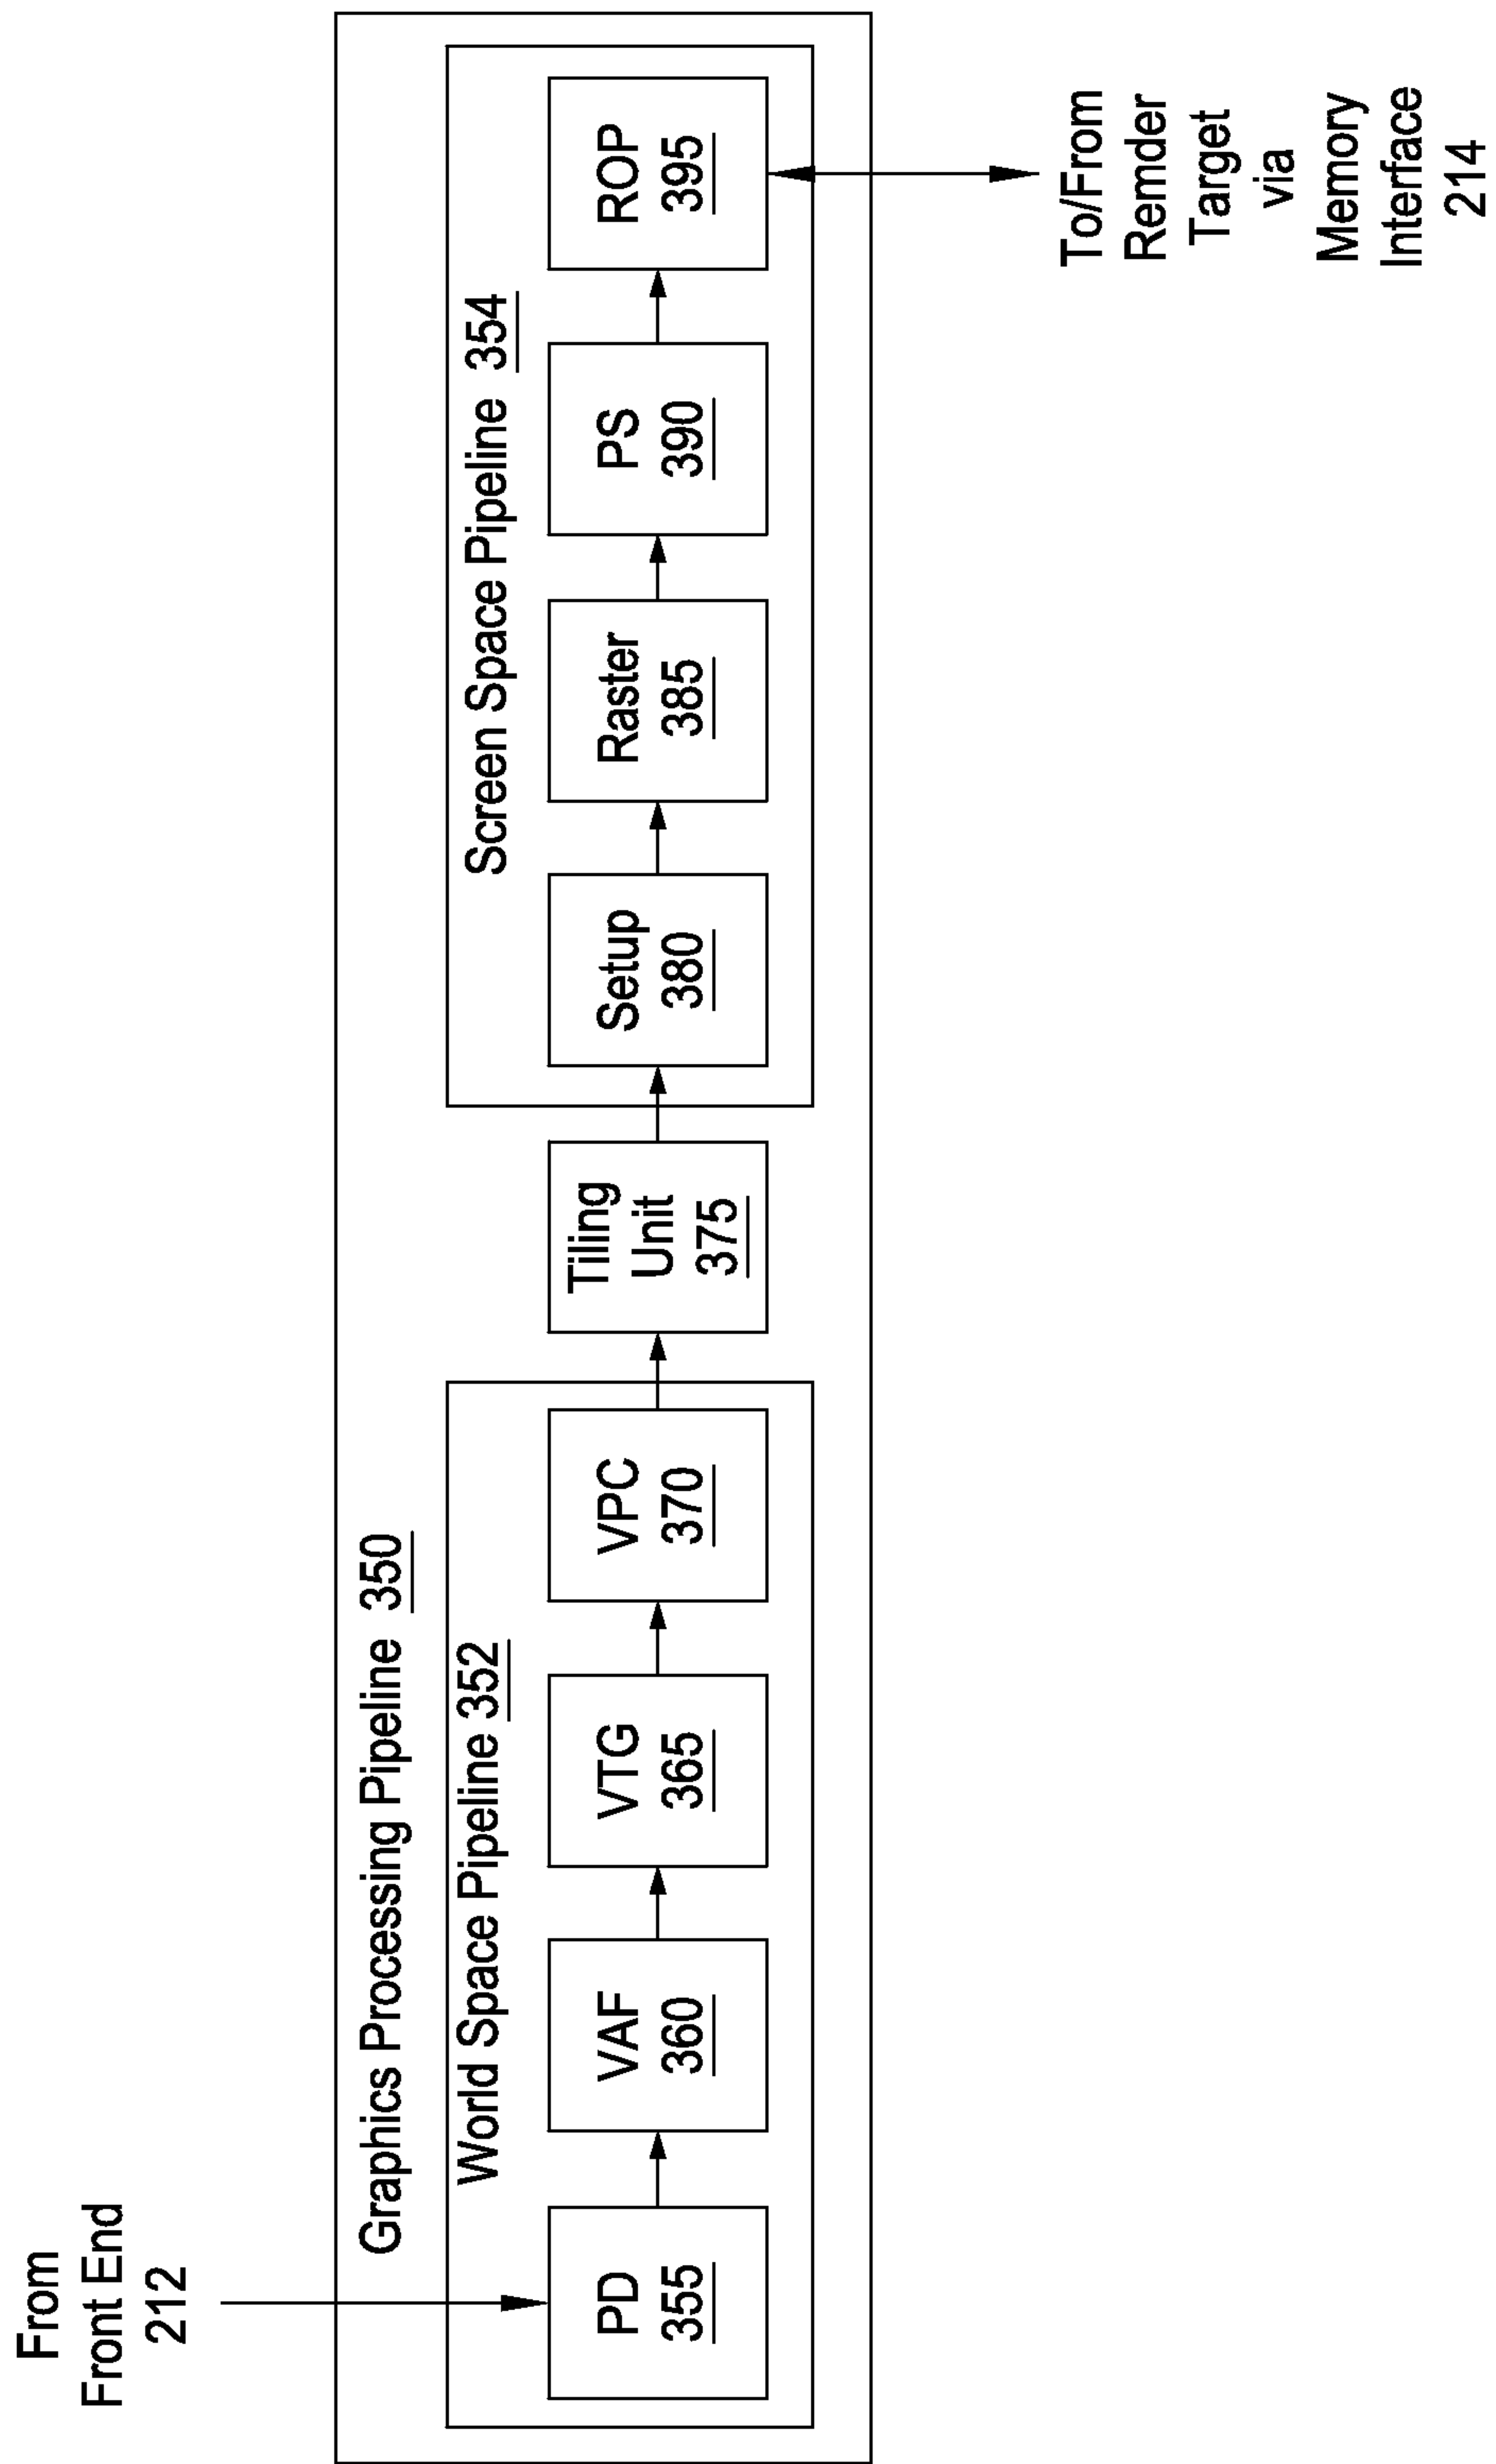 From
Front End
212
Graphics Processing Pipeline 350
World Space Pipeline 352
PD
355
VAF
360
VTG
365
VPC
370
Tiling
Unit
375
Screen Space Pipeline 354
Setup
380
Raster
385
PS
390
ROP
395
To/From
Remder
Target
via
Memory
Interface
214